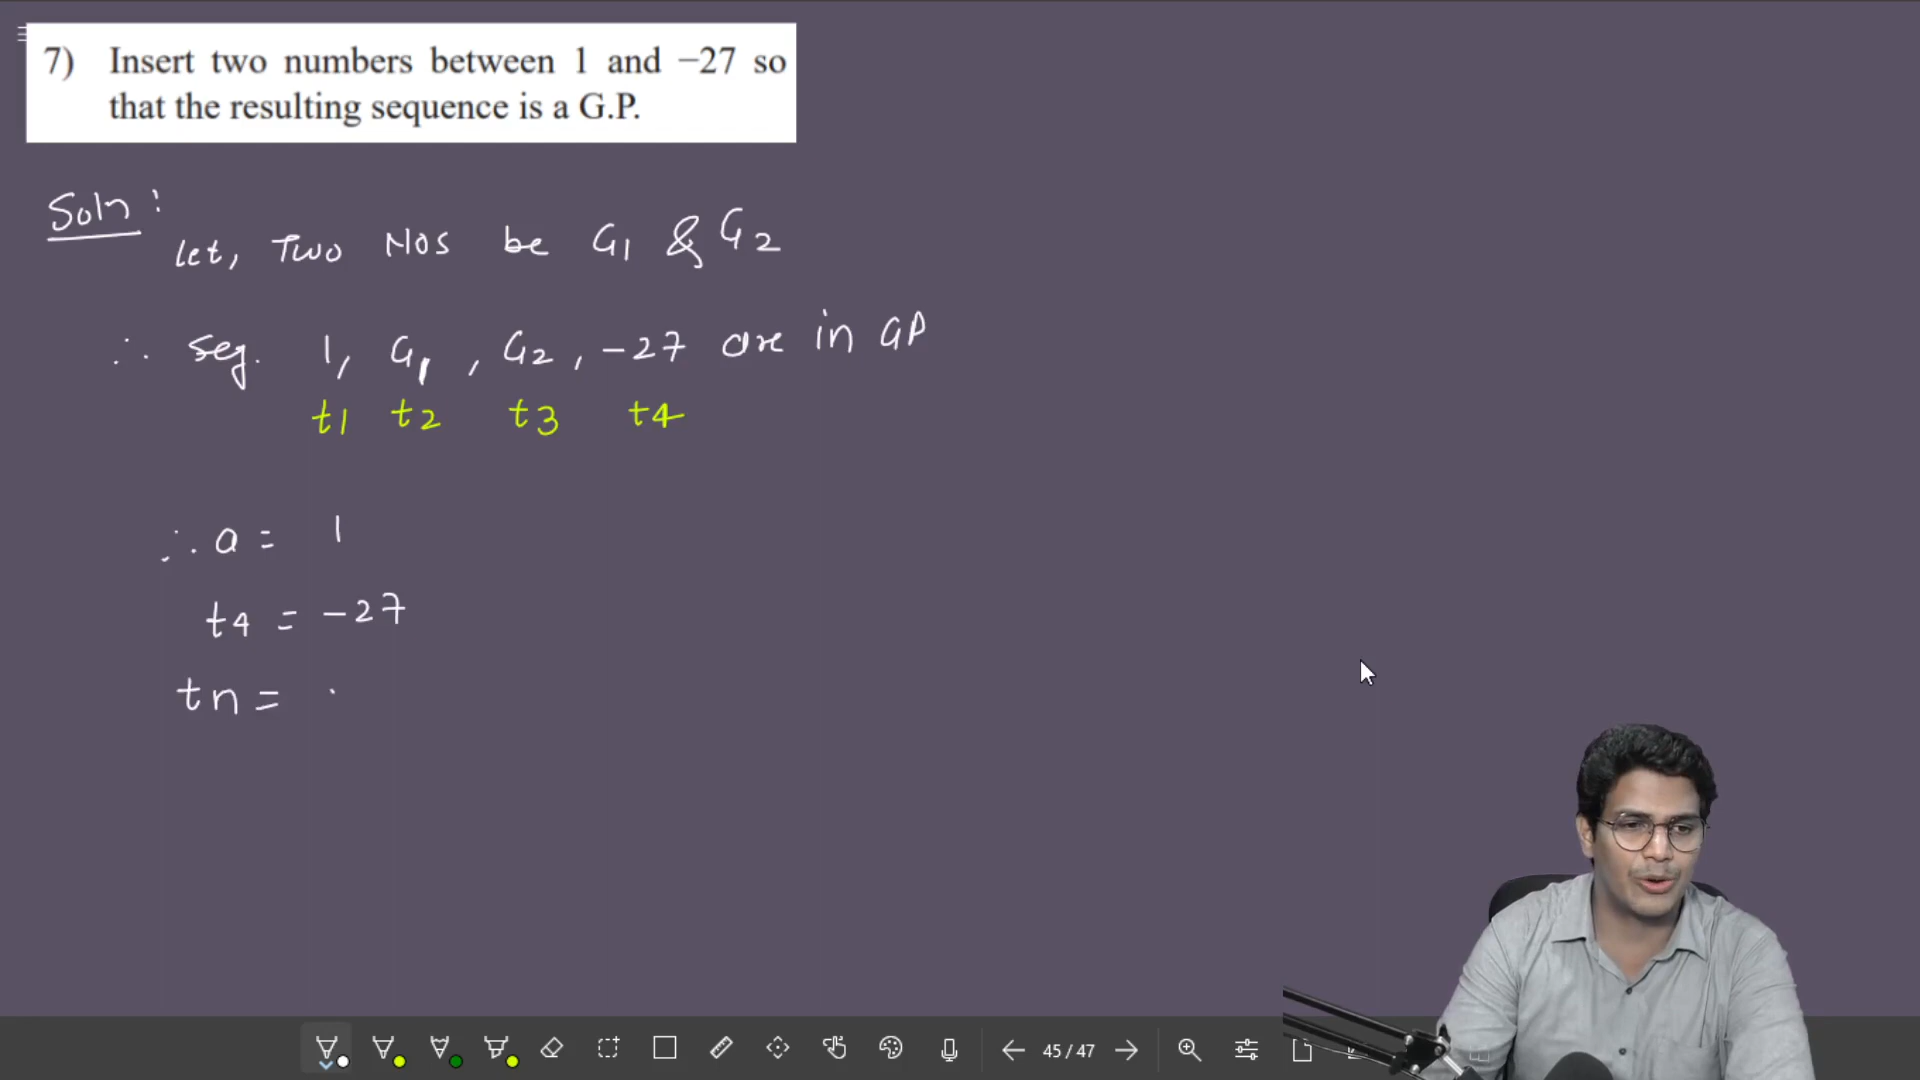 7) Insert two numbers between 1 and −27 so
that the resulting sequence is a G.P.
Soln :
Let, Two Nos be G1 & G2
∴ seq. 1, G1, G2, -27 are in GP
t1 t2 t3 t4
∴ a = 1
t4 = -27
tn =
45 / 47